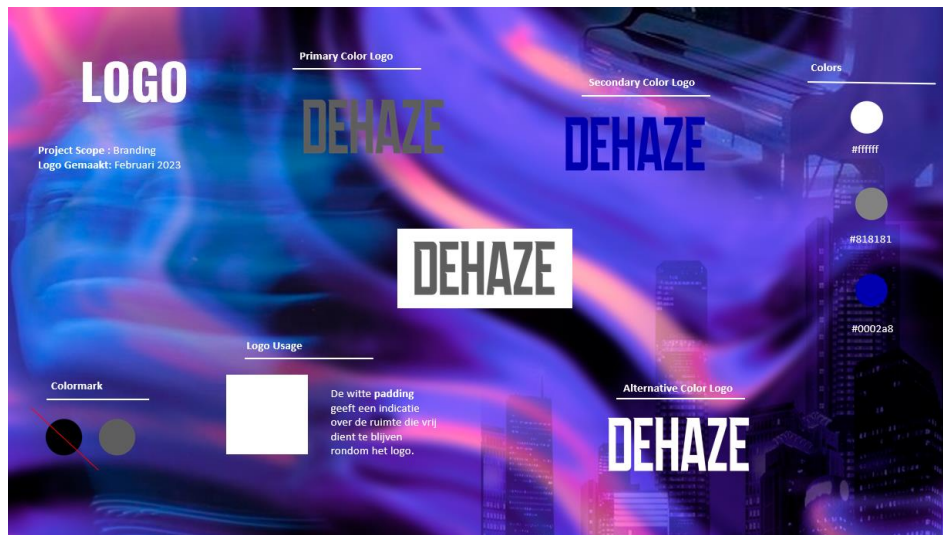 LOGO
Project Scope : Branding
Logo Gemaakt: Februari 2023
Primary Color Logo
DEHAZE
Secondary Color Logo
DEHAZE
Colors
#ffffff
#818181
#0002a8
DEHAZE
Logo Usage
De witte padding
geeft een indicatie
over de ruimte die vrij
dient te blijven
rondom het logo.
Colormark
Alternative Color Logo
DEHAZE